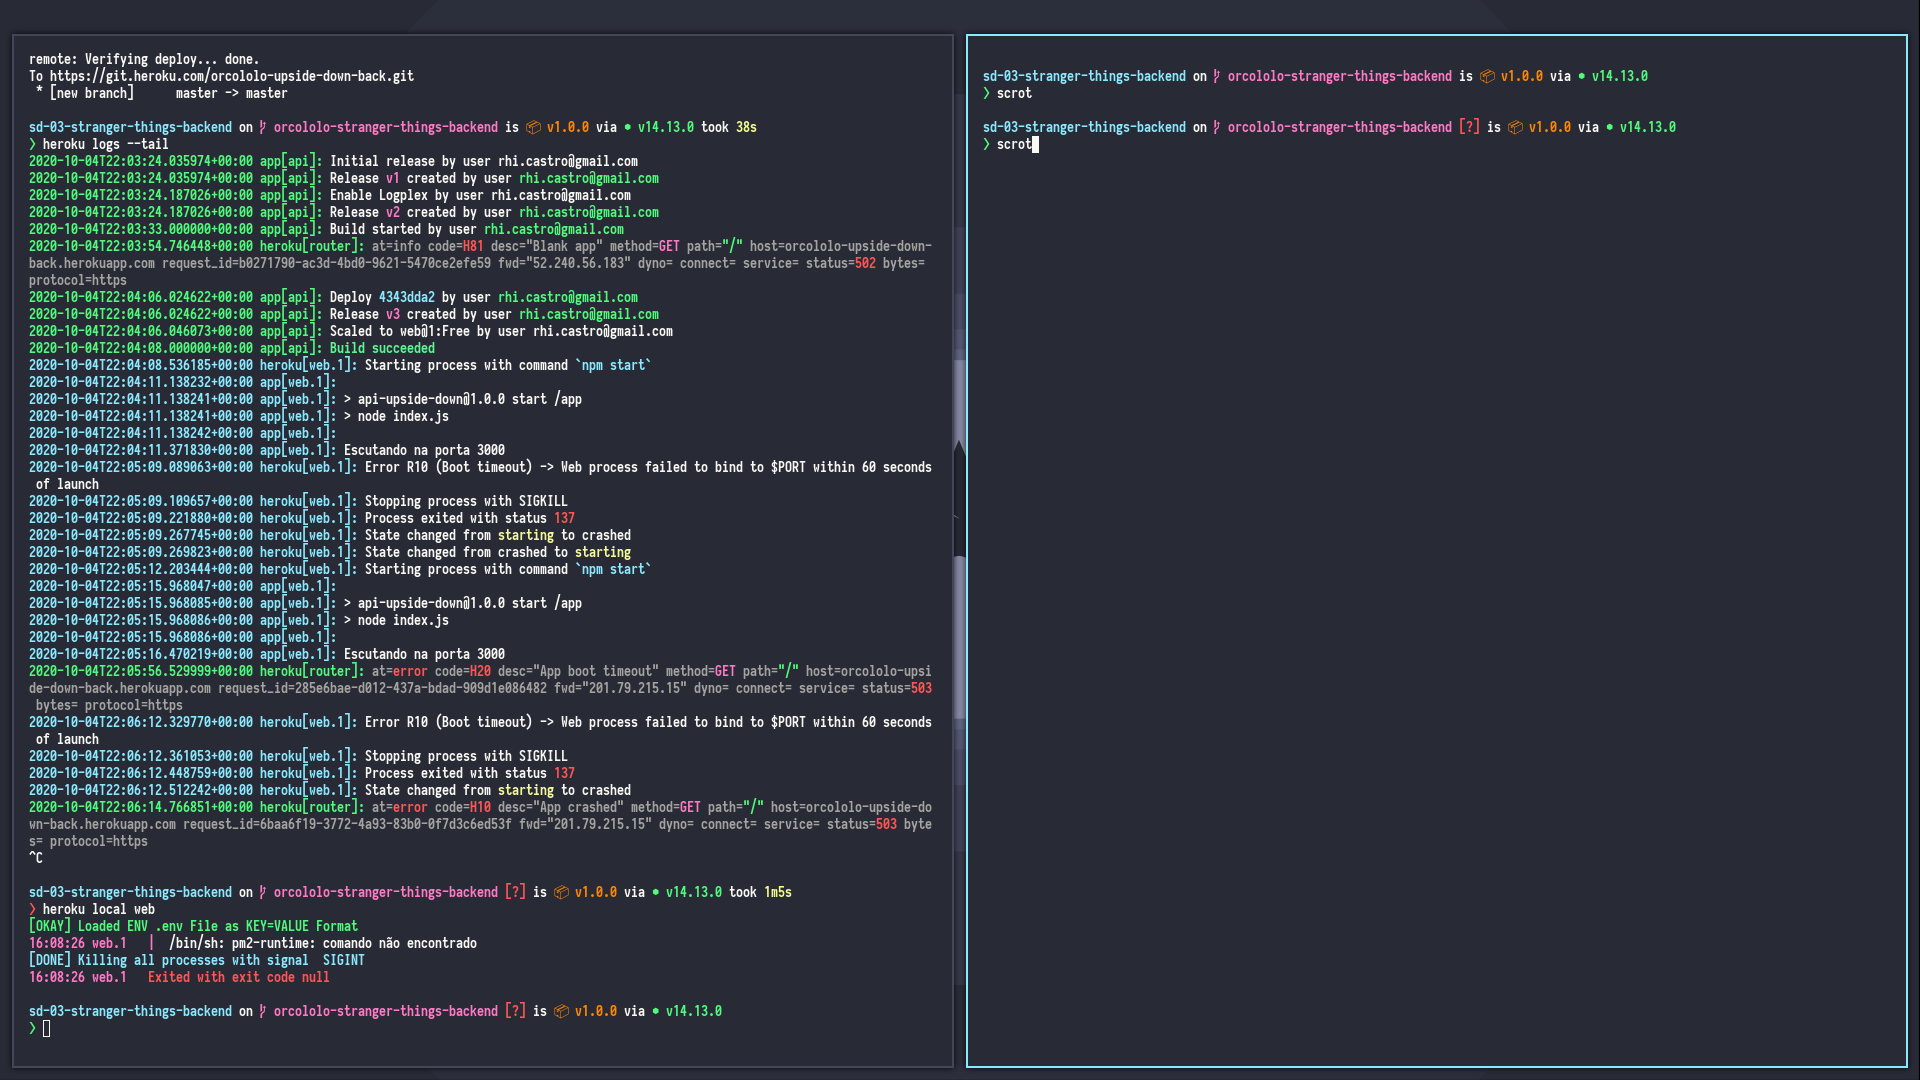 remote: Verifying deploy... done.
To https://git.heroku.com/orcololo-upside-down-back.git
 * [new branch]      master -> master

sd-03-stranger-things-backend on orcololo-stranger-things-backend is v1.0.0 via • v14.13.0 took 38s
❯ heroku logs --tail
2020-10-04T22:03:24.035974+00:00 app[api]: Initial release by user rhi.castro@gmail.com
2020-10-04T22:03:24.035974+00:00 app[api]: Release v1 created by user rhi.castro@gmail.com
2020-10-04T22:03:24.187026+00:00 app[api]: Enable Logplex by user rhi.castro@gmail.com
2020-10-04T22:03:24.187026+00:00 app[api]: Release v2 created by user rhi.castro@gmail.com
2020-10-04T22:03:33.000000+00:00 app[api]: Build started by user rhi.castro@gmail.com
2020-10-04T22:03:54.746448+00:00 heroku[router]: at=info code=H81 desc="Blank app" method=GET path="/" host=orcololo-upside-down-
back.herokuapp.com request_id=b0271790-ac3d-4bd0-9621-5470ce2efe59 fwd="52.240.56.183" dyno= connect= service= status=502 bytes=
protocol=https
2020-10-04T22:04:06.024622+00:00 app[api]: Deploy 4343dda2 by user rhi.castro@gmail.com
2020-10-04T22:04:06.024622+00:00 app[api]: Release v3 created by user rhi.castro@gmail.com
2020-10-04T22:04:06.046073+00:00 app[api]: Scaled to web@1:Free by user rhi.castro@gmail.com
2020-10-04T22:04:08.000000+00:00 app[api]: Build succeeded
2020-10-04T22:04:08.536185+00:00 heroku[web.1]: Starting process with command `npm start`
2020-10-04T22:04:11.138232+00:00 app[web.1]:
2020-10-04T22:04:11.138241+00:00 app[web.1]: > api-upside-down@1.0.0 start /app
2020-10-04T22:04:11.138241+00:00 app[web.1]: > node index.js
2020-10-04T22:04:11.138242+00:00 app[web.1]:
2020-10-04T22:04:11.371830+00:00 app[web.1]: Escutando na porta 3000
2020-10-04T22:05:09.089063+00:00 heroku[web.1]: Error R10 (Boot timeout) -> Web process failed to bind to $PORT within 60 seconds
 of launch
2020-10-04T22:05:09.109657+00:00 heroku[web.1]: Stopping process with SIGKILL
2020-10-04T22:05:09.221880+00:00 heroku[web.1]: Process exited with status 137
2020-10-04T22:05:09.267745+00:00 heroku[web.1]: State changed from starting to crashed
2020-10-04T22:05:09.269823+00:00 heroku[web.1]: State changed from crashed to starting
2020-10-04T22:05:12.203444+00:00 heroku[web.1]: Starting process with command `npm start`
2020-10-04T22:05:15.968047+00:00 app[web.1]:
2020-10-04T22:05:15.968085+00:00 app[web.1]: > api-upside-down@1.0.0 start /app
2020-10-04T22:05:15.968086+00:00 app[web.1]: > node index.js
2020-10-04T22:05:15.968086+00:00 app[web.1]:
2020-10-04T22:05:16.470219+00:00 app[web.1]: Escutando na porta 3000
2020-10-04T22:05:56.529999+00:00 heroku[router]: at=error code=H20 desc="App boot timeout" method=GET path="/" host=orcololo-upsi
de-down-back.herokuapp.com request_id=285e6bae-d012-437a-bdad-909d1e086482 fwd="201.79.215.15" dyno= connect= service= status=503
 bytes= protocol=https
2020-10-04T22:06:12.329770+00:00 heroku[web.1]: Error R10 (Boot timeout) -> Web process failed to bind to $PORT within 60 seconds
 of launch
2020-10-04T22:06:12.361053+00:00 heroku[web.1]: Stopping process with SIGKILL
2020-10-04T22:06:12.448759+00:00 heroku[web.1]: Process exited with status 137
2020-10-04T22:06:12.512242+00:00 heroku[web.1]: State changed from starting to crashed
2020-10-04T22:06:14.766851+00:00 heroku[router]: at=error code=H10 desc="App crashed" method=GET path="/" host=orcololo-upside-do
wn-back.herokuapp.com request_id=6baa6f19-3772-4a93-83b0-0f7d3c6ed53f fwd="201.79.215.15" dyno= connect= service= status=503 byte
s= protocol=https
^C

sd-03-stranger-things-backend on orcololo-stranger-things-backend [?] is v1.0.0 via • v14.13.0 took 1m5s
❯ heroku local web
[OKAY] Loaded ENV .env File as KEY=VALUE Format
16:08:26 web.1   |  /bin/sh: pm2-runtime: comando não encontrado
[DONE] Killing all processes with signal  SIGINT
16:08:26 web.1   Exited with exit code null

sd-03-stranger-things-backend on orcololo-stranger-things-backend [?] is v1.0.0 via • v14.13.0
❯

sd-03-stranger-things-backend on orcololo-stranger-things-backend is v1.0.0 via • v14.13.0
❯ scrot

sd-03-stranger-things-backend on orcololo-stranger-things-backend [?] is v1.0.0 via • v14.13.0
❯ scrot